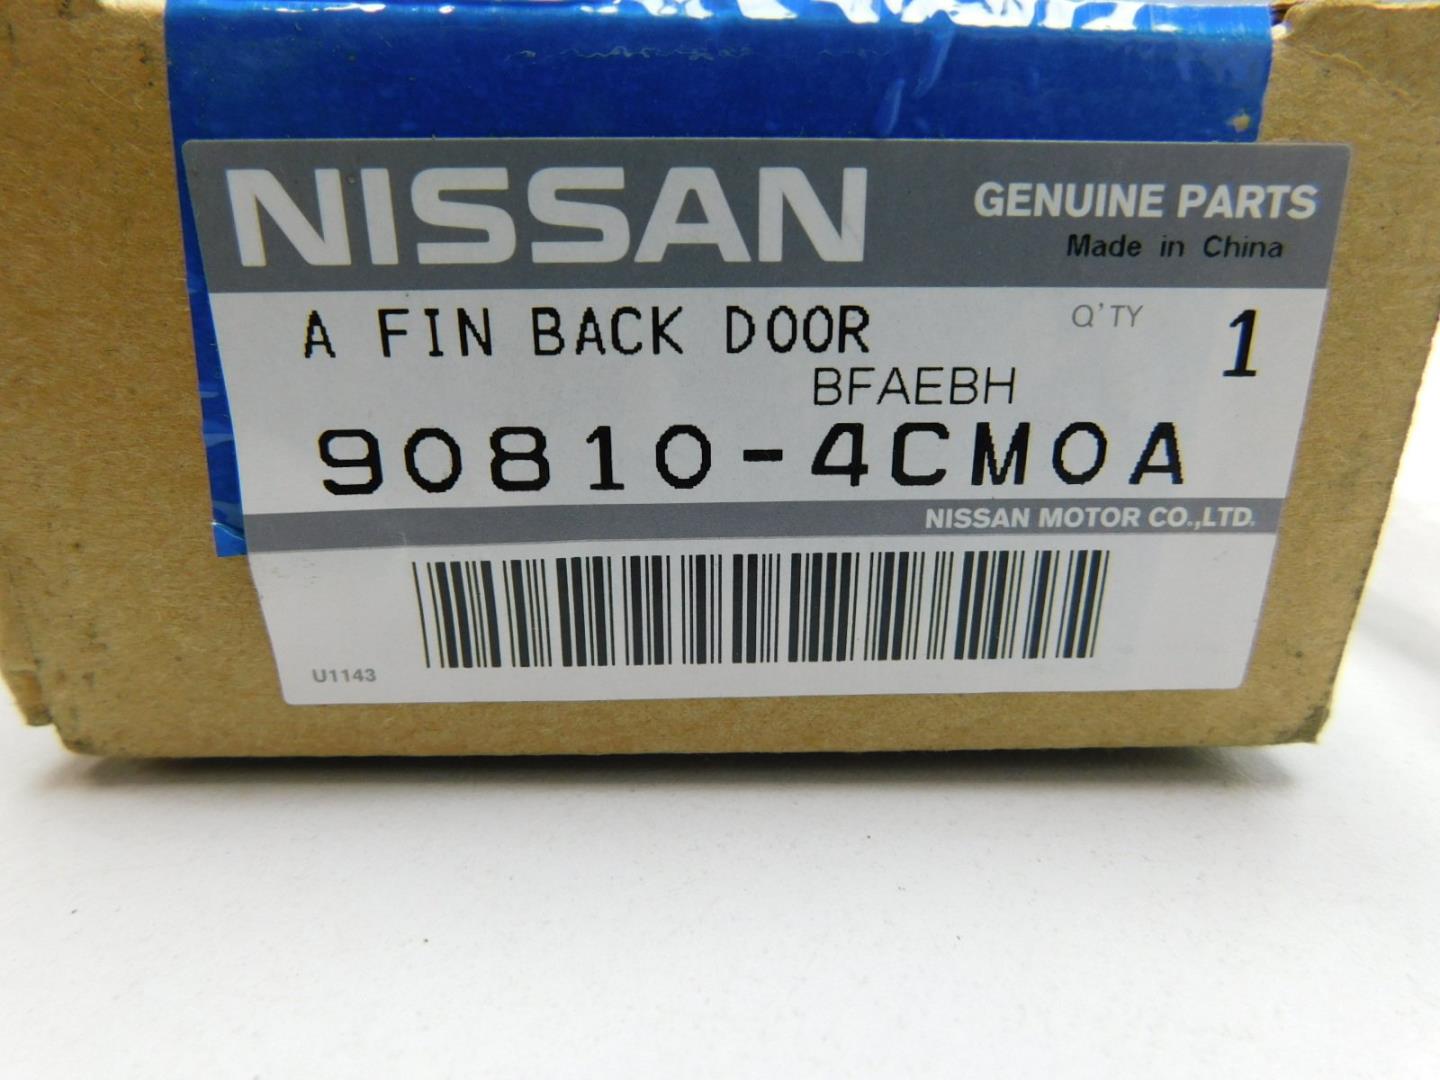 NISSAN
GENUINE PARTS
Made in China
A FIN BACK DOOR
Q'TY 1
BFAEBH
90810-4CM0A
NISSAN MOTOR CO.,LTD.
U1143